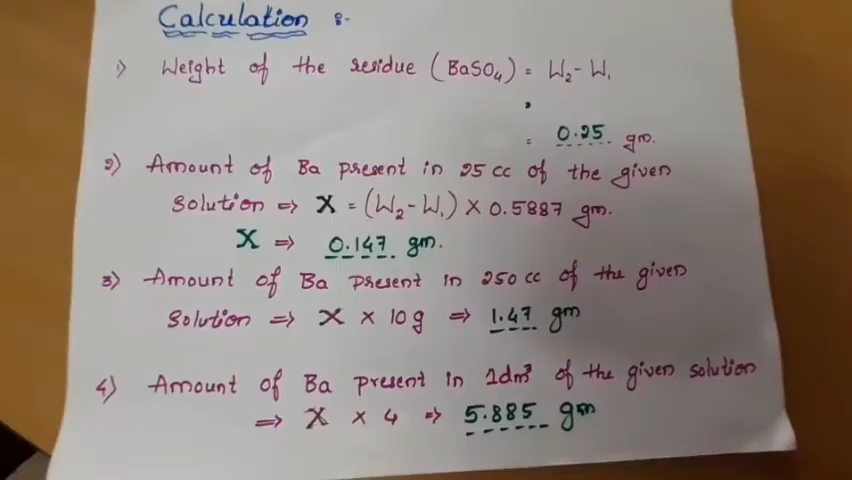 Calculation :-
1) Weight of the residue (BaSO₄) = W₂ - W₁
= 0.25 gm.
2) Amount of Ba present in 25 cc of the given
Solution => X = (W₂ - W₁) X 0.5887 gm.
X => 0.147 gm.
3) Amount of Ba present in 250 cc of the given
Solution => X x 10 g => 1.47 gm
4) Amount of Ba present in 1dm³ of the given solution
=> X x 4 => 5.885 gm